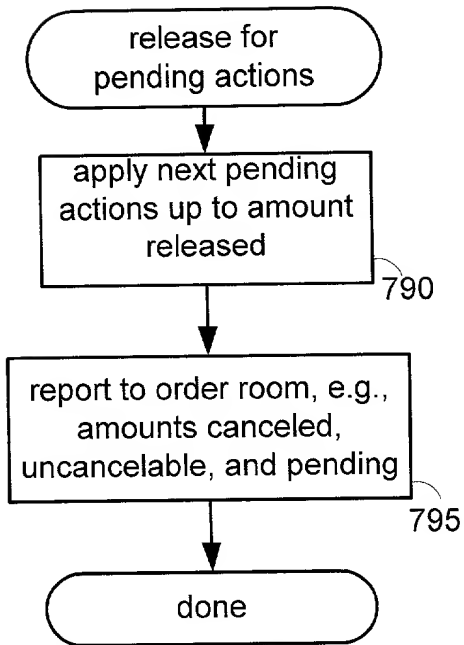 release for
pending actions
apply next pending
actions up to amount
released
790
report to order room, e.g.,
amounts canceled,
uncancelable, and pending
795
done